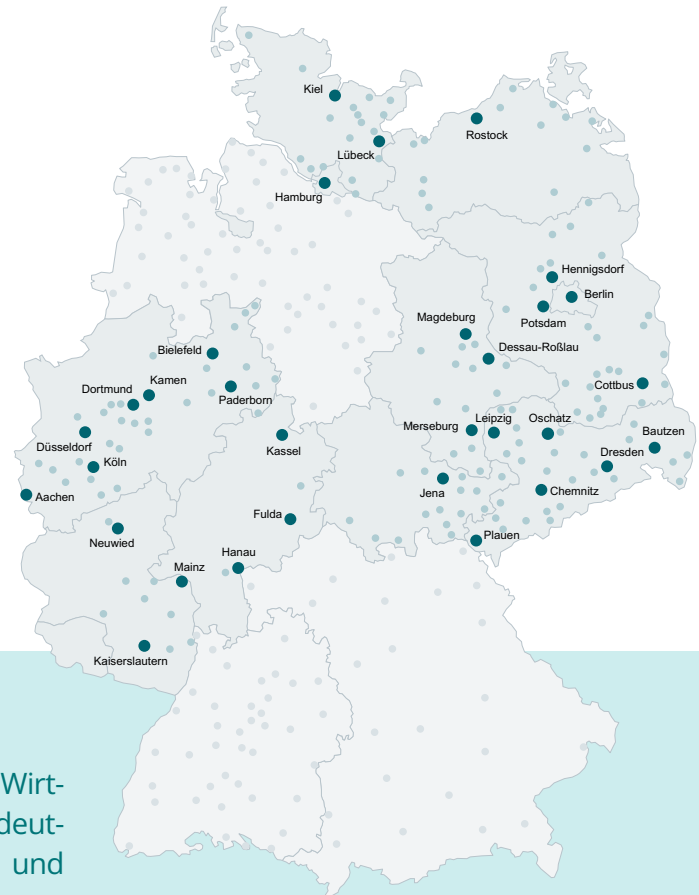 Kiel
Rostock
Lübeck
Hamburg
Hennigsdorf
Berlin
Potsdam
Magdeburg
Dessau-Roßlau
Bielefeld
Kamen
Dortmund
Paderborn
Cottbus
Merseburg
Leipzig
Oschatz
Bautzen
Düsseldorf
Kassel
Dresden
Köln
Aachen
Jena
Chemnitz
Fulda
Plauen
Neuwied
Hanau
Mainz
Kaiserslautern
Wirt-
deut-
und